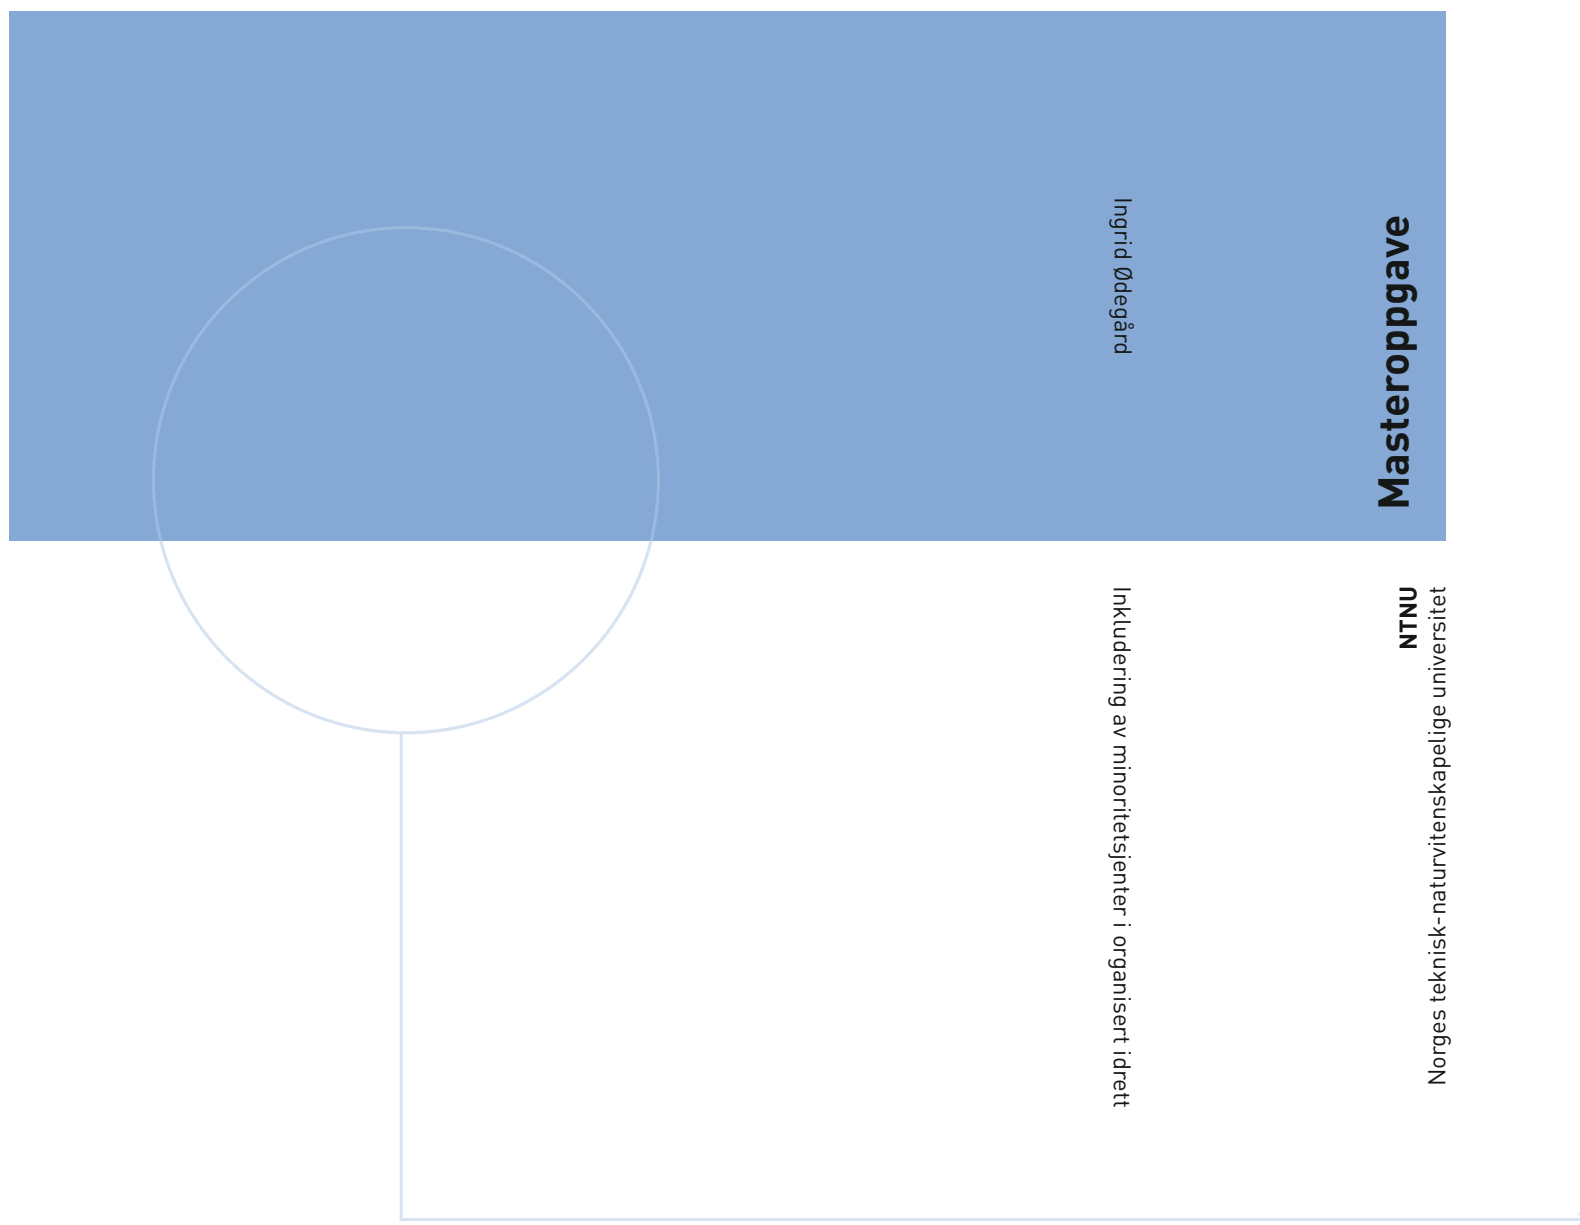 Ingrid Ødegård
Inkludering av minoritetsjenter i organisert idrett
Masteroppgave
NTNU
Norges teknisk-naturvitenskapelige universitet